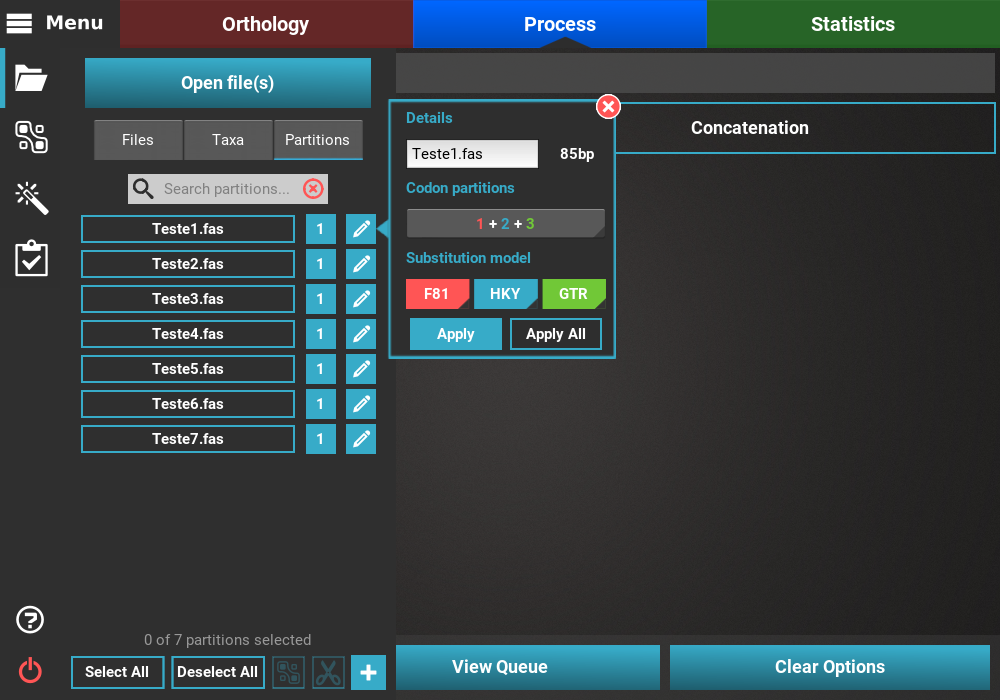 Menu
Orthology
Process
Statistics
Open file(s)
Files
Taxa
Partitions
Search partitions...
Teste1.fas 1
Teste2.fas 1
Teste3.fas 1
Teste4.fas 1
Teste5.fas 1
Teste6.fas 1
Teste7.fas 1
Details
Teste1.fas 85bp
Codon partitions
1 + 2 + 3
Substitution model
F81 HKY GTR
Apply Apply All
Concatenation
0 of 7 partitions selected
Select All
Deselect All
View Queue
Clear Options